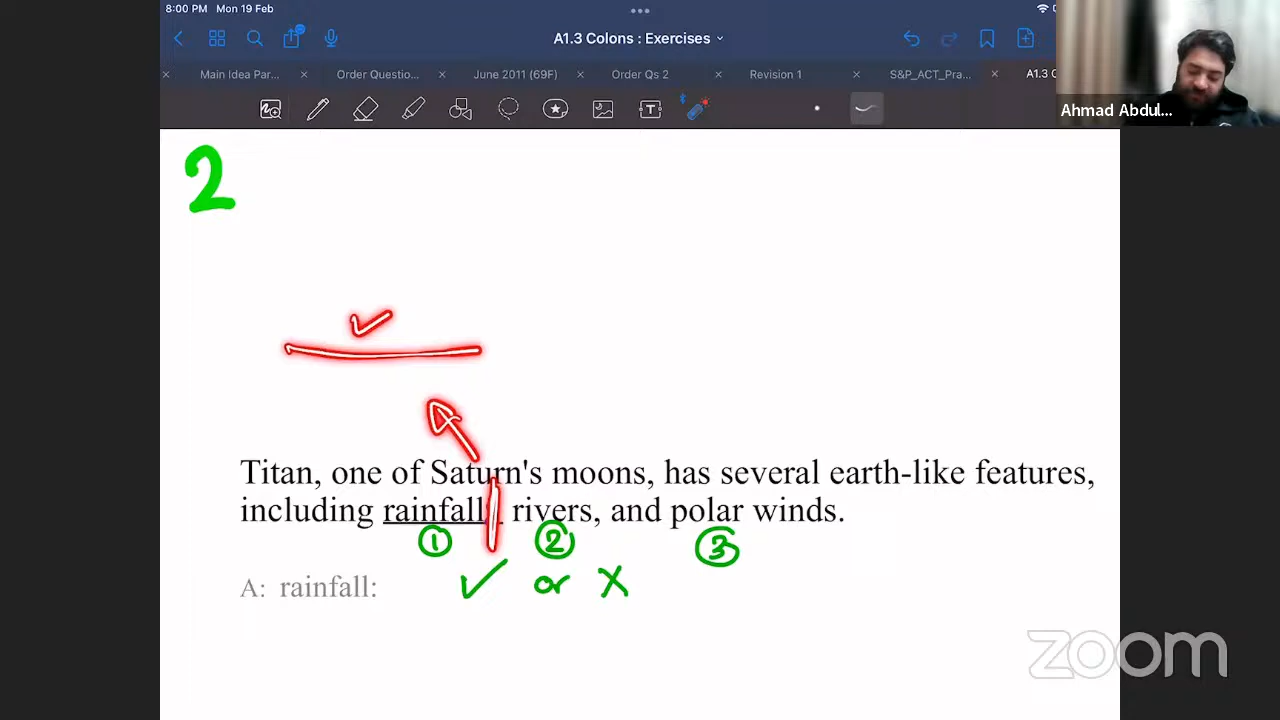 8:00 PM Mon 19 Feb
A1.3 Colons : Exercises
Main Idea Par...
Order Questio...
June 2011 (69F)
Order Qs 2
Revision 1
S&P_ACT_Pra...
A1.3 C
Ahmad Abdul...
2
Titan, one of Saturn's moons, has several earth-like features,
including rainfall: rivers, and polar winds.
1 2 3
A: rainfall: ✓ or X
zoom